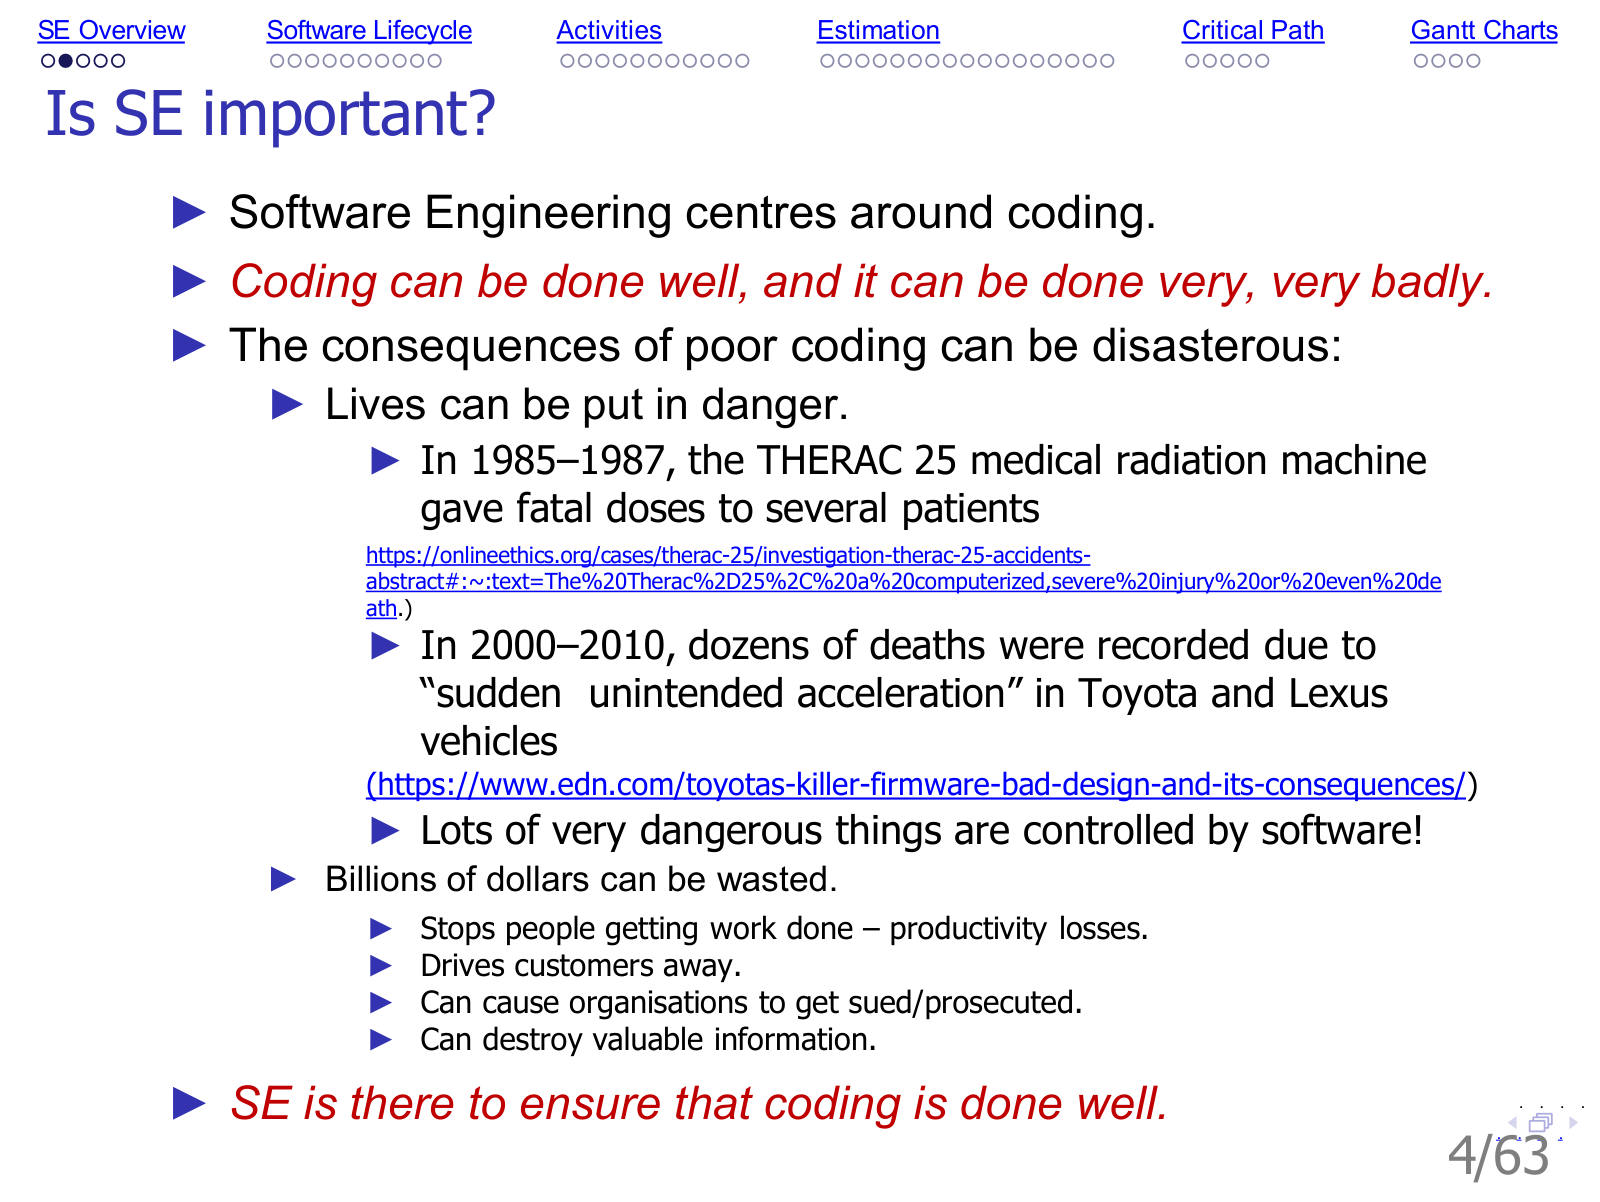 SE Overview Software Lifecycle Activities Estimation Critical Path Gantt Charts
Is SE important?
Software Engineering centres around coding.
Coding can be done well, and it can be done very, very badly.
The consequences of poor coding can be disasterous:
Lives can be put in danger.
In 1985–1987, the THERAC 25 medical radiation machine
gave fatal doses to several patients
https://onlineethics.org/cases/therac-25/investigation-therac-25-accidents-
abstract#:~:text=The%20Therac%2D25%2C%20a%20computerized,severe%20injury%20or%20even%20de
ath.)
In 2000–2010, dozens of deaths were recorded due to
“sudden unintended acceleration” in Toyota and Lexus
vehicles
(https://www.edn.com/toyotas-killer-firmware-bad-design-and-its-consequences/)
Lots of very dangerous things are controlled by software!
Billions of dollars can be wasted.
Stops people getting work done – productivity losses.
Drives customers away.
Can cause organisations to get sued/prosecuted.
Can destroy valuable information.
SE is there to ensure that coding is done well.
4/63